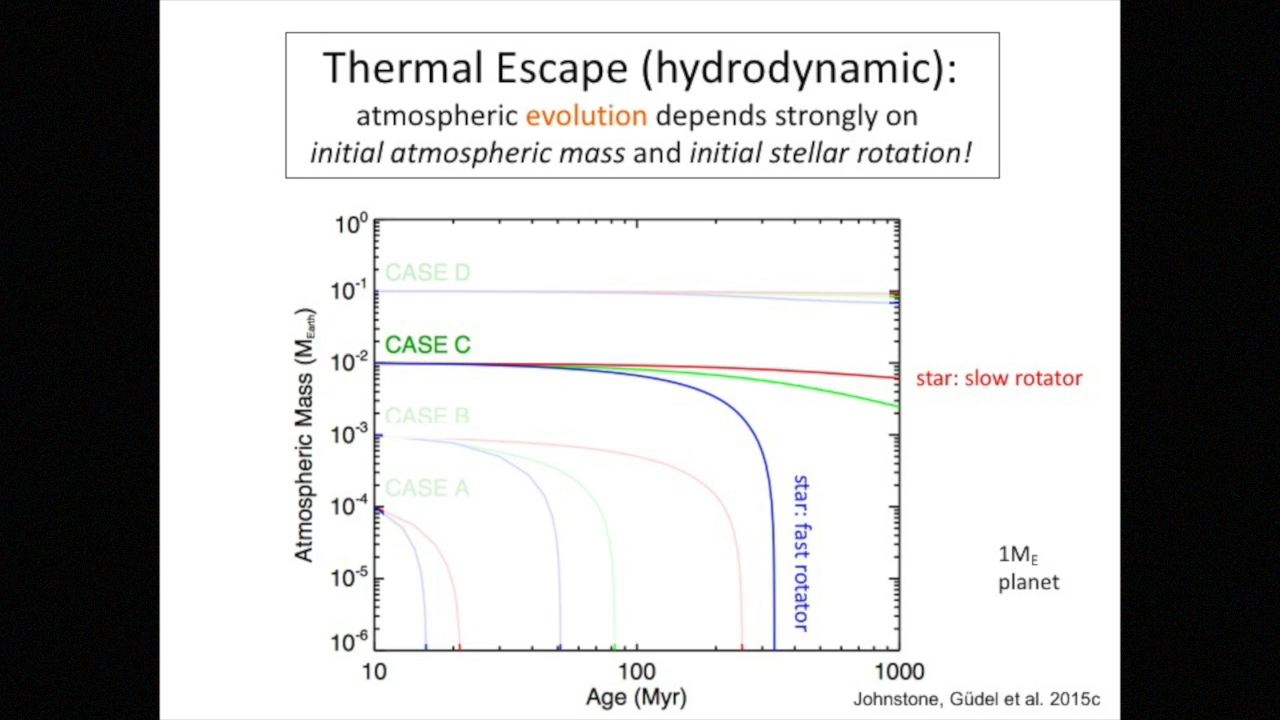 Thermal Escape (hydrodynamic):
atmospheric evolution depends strongly on
initial atmospheric mass and initial stellar rotation!
10⁰
CASE D
10⁻¹
CASE C
10⁻²
star: slow rotator
CASE B
10⁻³
CASE A
10⁻⁴
star: fast rotator
Atmospheric Mass (M_Earth)
1M_E
planet
10⁻⁵
10⁻⁶
10 100 1000
Age (Myr)
Johnstone, Güdel et al. 2015c